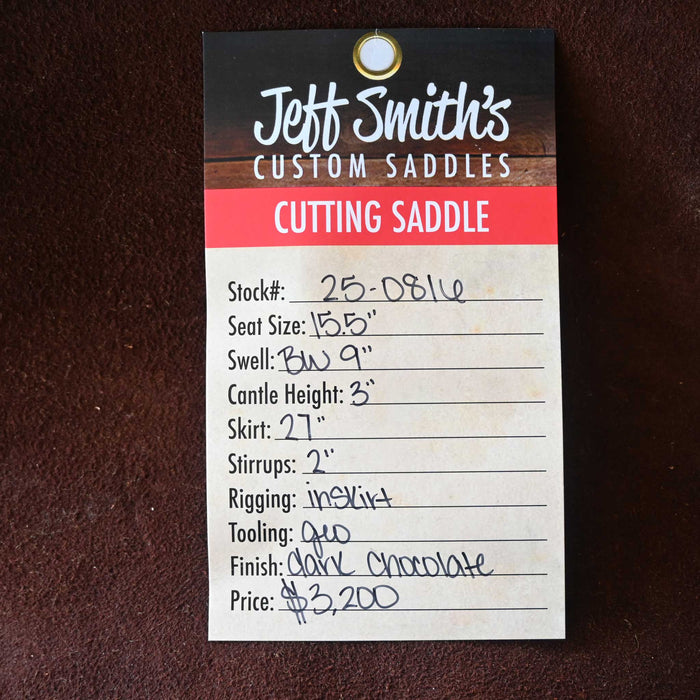 Jeff Smith's
CUSTOM SADDLES
CUTTING SADDLE
Stock#: 25-0816
Seat Size: 15.5"
Swell: BW 9"
Cantle Height: 3"
Skirt: 27"
Stirrups: 2"
Rigging: inskirt
Tooling: geo
Finish: dark chocolate
Price: $3,200